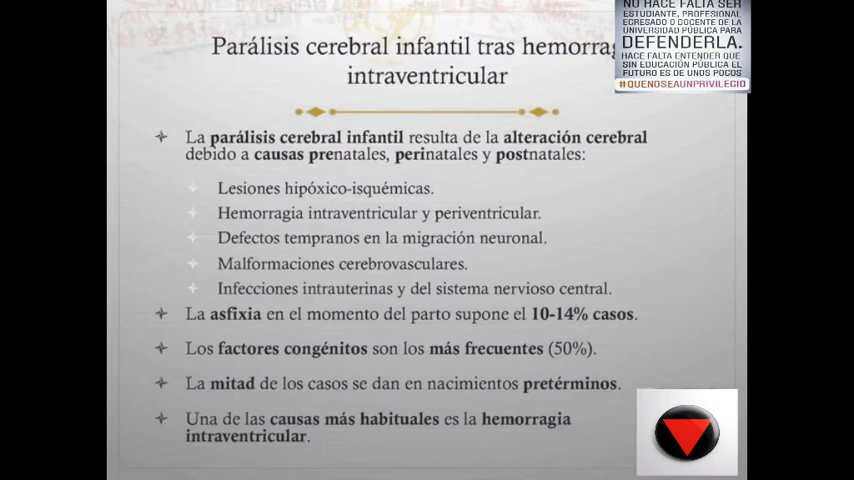 Parálisis cerebral infantil tras hemorrag
intraventricular
NO HACE FALTA SER
ESTUDIANTE, PROFESIONAL
EGRESADO O DOCENTE DE LA
UNIVERSIDAD PÚBLICA PARA
DEFENDERLA.
HACE FALTA ENTENDER QUE
SIN EDUCACIÓN PÚBLICA EL
FUTURO ES DE UNOS POCOS
#QUENOSEAUNPRIVILEGIO
La parálisis cerebral infantil resulta de la alteración cerebral
debido a causas prenatales, perinatales y postnatales:
Lesiones hipóxico-isquémicas.
Hemorragia intraventricular y periventricular.
Defectos tempranos en la migración neuronal.
Malformaciones cerebrovasculares.
Infecciones intrauterinas y del sistema nervioso central.
La asfixia en el momento del parto supone el 10-14% casos.
Los factores congénitos son los más frecuentes (50%).
La mitad de los casos se dan en nacimientos pretérminos.
Una de las causas más habituales es la hemorragia
intraventricular.